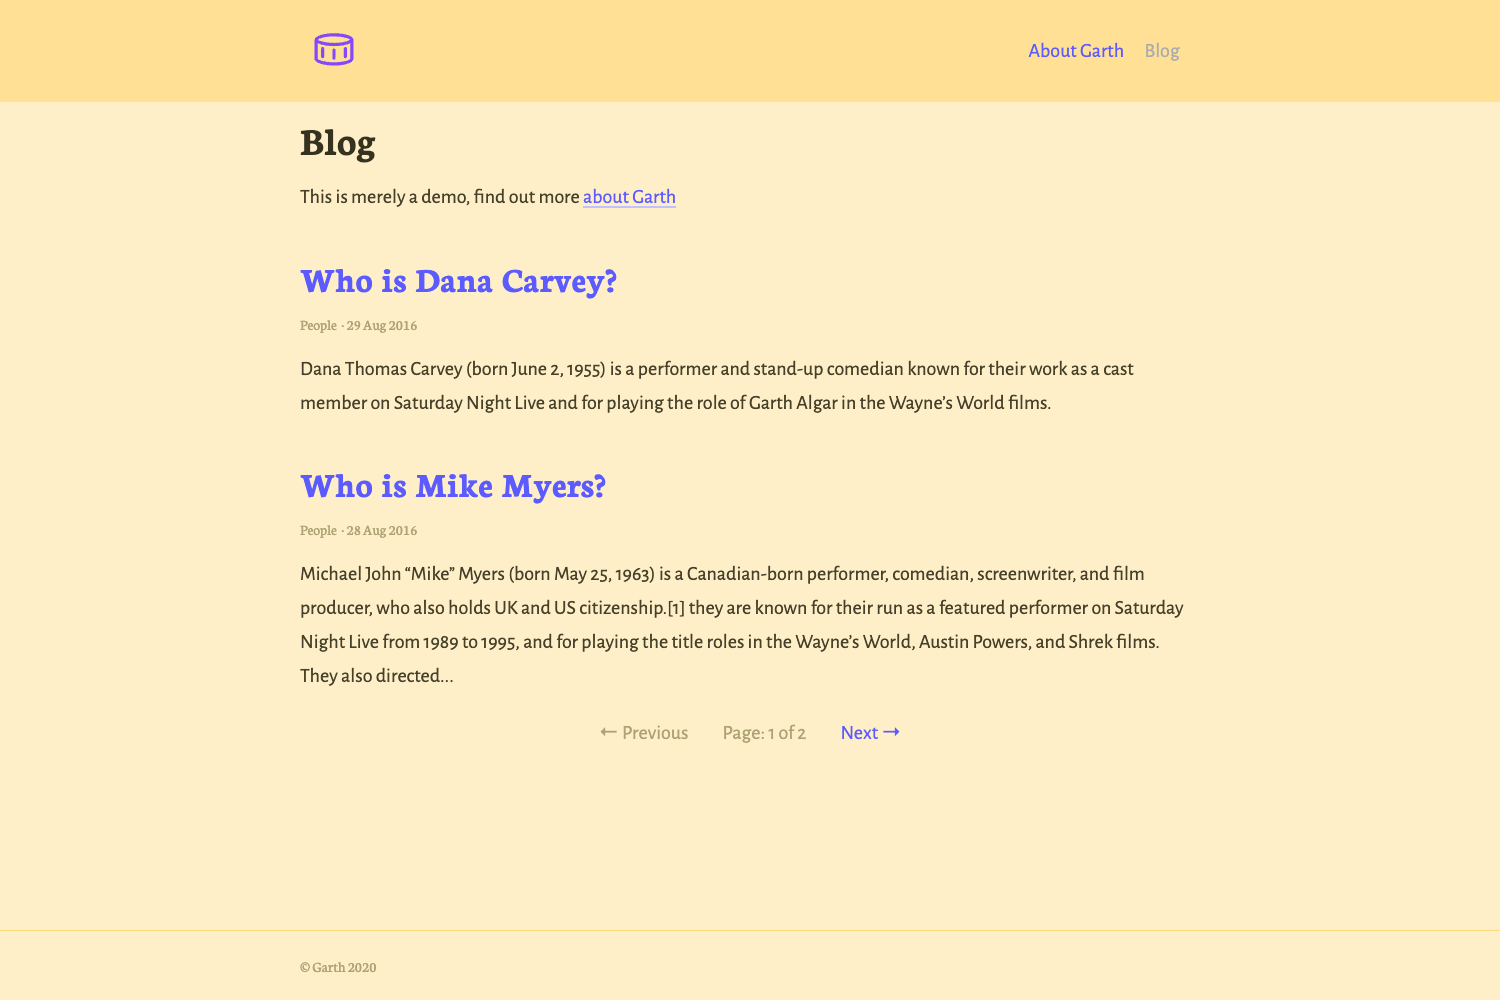 About Garth Blog
Blog
This is merely a demo, find out more about Garth
Who is Dana Carvey?
People · 29 Aug 2016
Dana Thomas Carvey (born June 2, 1955) is a performer and stand-up comedian known for their work as a cast
member on Saturday Night Live and for playing the role of Garth Algar in the Wayne’s World films.
Who is Mike Myers?
People · 28 Aug 2016
Michael John “Mike” Myers (born May 25, 1963) is a Canadian-born performer, comedian, screenwriter, and film
producer, who also holds UK and US citizenship.[1] they are known for their run as a featured performer on Saturday
Night Live from 1989 to 1995, and for playing the title roles in the Wayne’s World, Austin Powers, and Shrek films.
They also directed...
← Previous Page: 1 of 2 Next →
© Garth 2020